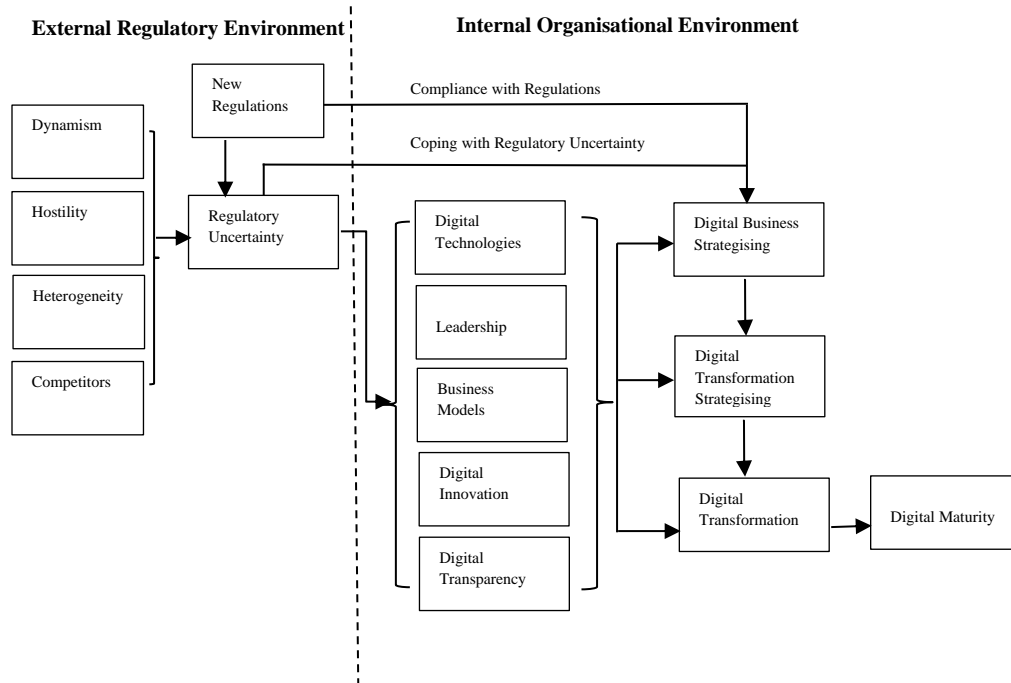 External Regulatory Environment
Internal Organisational Environment
New
Regulations
Compliance with Regulations
Dynamism
Coping with Regulatory Uncertainty
Hostility
Regulatory
Uncertainty
Heterogeneity
Competitors
Digital
Technologies
Leadership
Business
Models
Digital
Innovation
Digital
Transparency
Digital Business
Strategising
Digital
Transformation
Strategising
Digital
Transformation
Digital Maturity